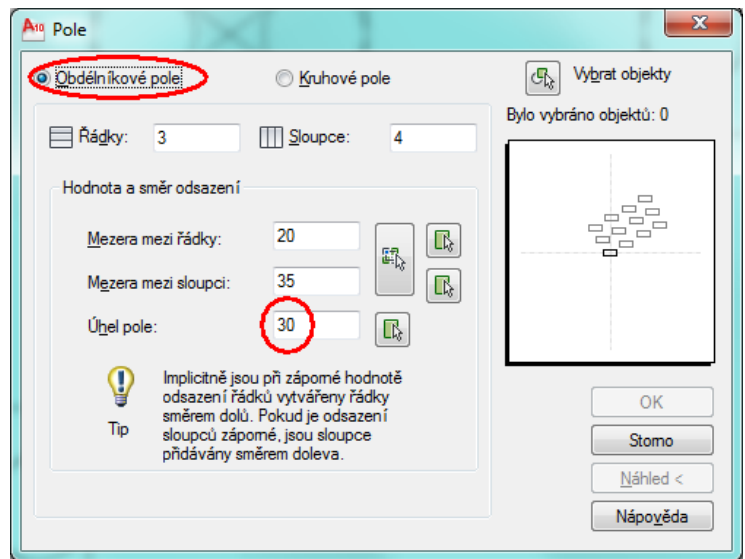 A10 Pole
Obdélníkové pole
Kruhové pole
Vybrat objekty
Bylo vybráno objektů: 0
Řádky: 3
Sloupce: 4
Hodnota a směr odsazení
Mezera mezi řádky: 20
Mezera mezi sloupci: 35
Úhel pole: 30
Tip
Implicitně jsou při záporné hodnotě
odsazení řádků vytvářeny řádky
směrem dolů. Pokud je odsazení
sloupců záporné, jsou sloupce
přidávány směrem doleva.
OK
Storno
Náhled <
Nápověda